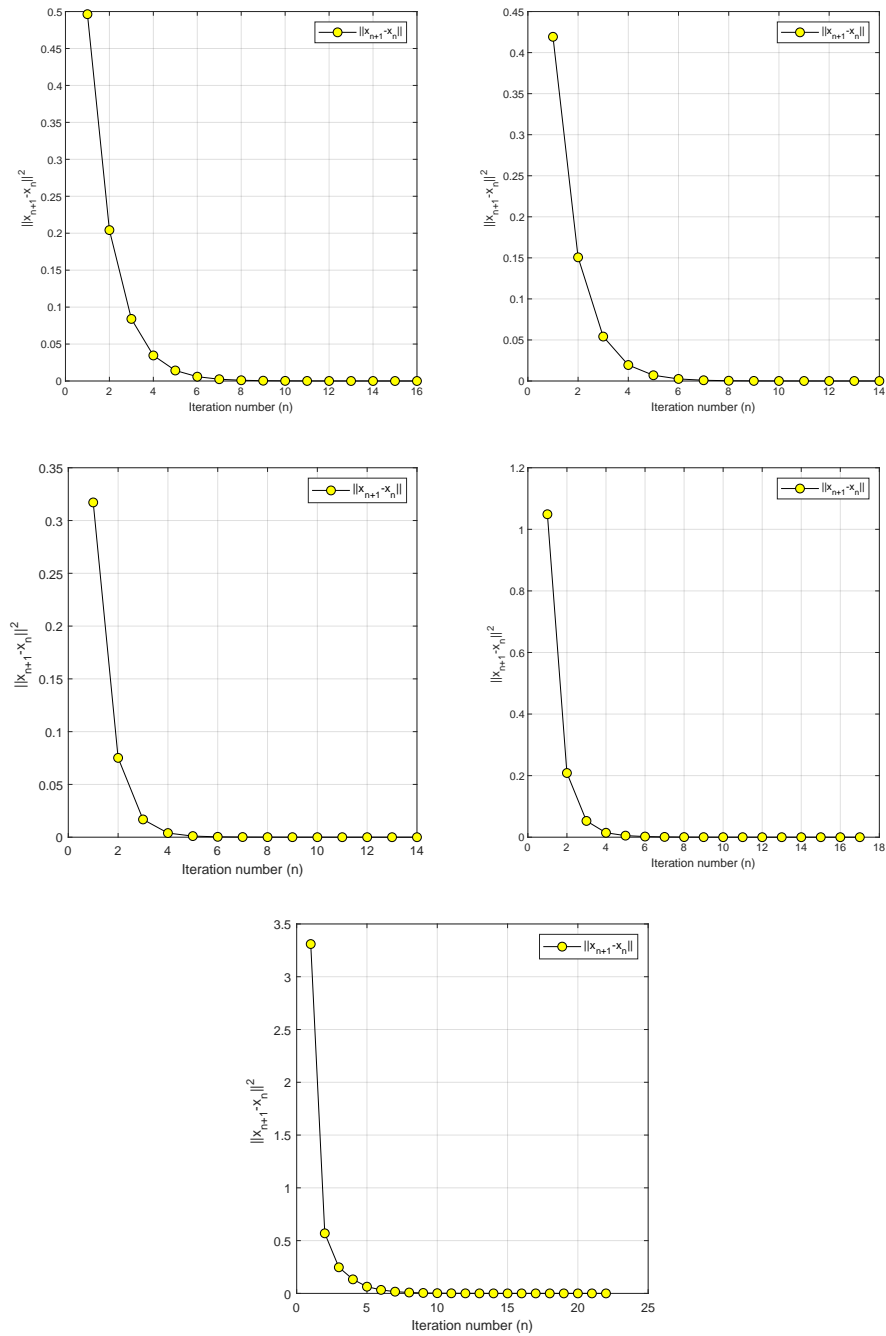 0.5
0.45
0.4
0.35
0.3
0.25
0.2
0.15
0.1
0.05
0
||x_{n+1}-x_n||^2
||x_{n+1}-x_n||
0 2 4 6 8 10 12 14 16
Iteration number (n)
0.45
0.4
0.35
0.3
0.25
0.2
0.15
0.1
0.05
0
||x_{n+1}-x_n||^2
||x_{n+1}-x_n||
0 2 4 6 8 10 12 14
Iteration number (n)
0.35
0.3
0.25
0.2
0.15
0.1
0.05
0
||x_{n+1}-x_n||^2
||x_{n+1}-x_n||
0 2 4 6 8 10 12 14
Iteration number (n)
1.2
1
0.8
0.6
0.4
0.2
0
||x_{n+1}-x_n||^2
||x_{n+1}-x_n||
0 2 4 6 8 10 12 14 16 18
Iteration number (n)
3.5
3
2.5
2
1.5
1
0.5
0
||x_{n+1}-x_n||^2
||x_{n+1}-x_n||
0 5 10 15 20 25
Iteration number (n)